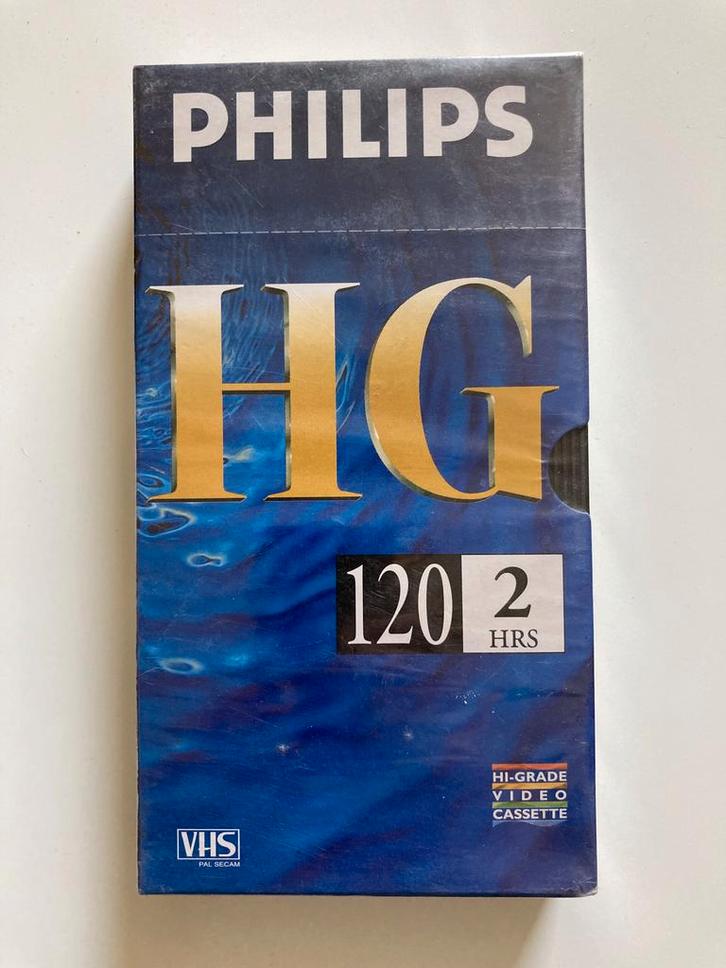 PHILIPS
HG
120 2
HRS
HI-GRADE
VIDEO
CASSETTE
VHS
PAL SECAM